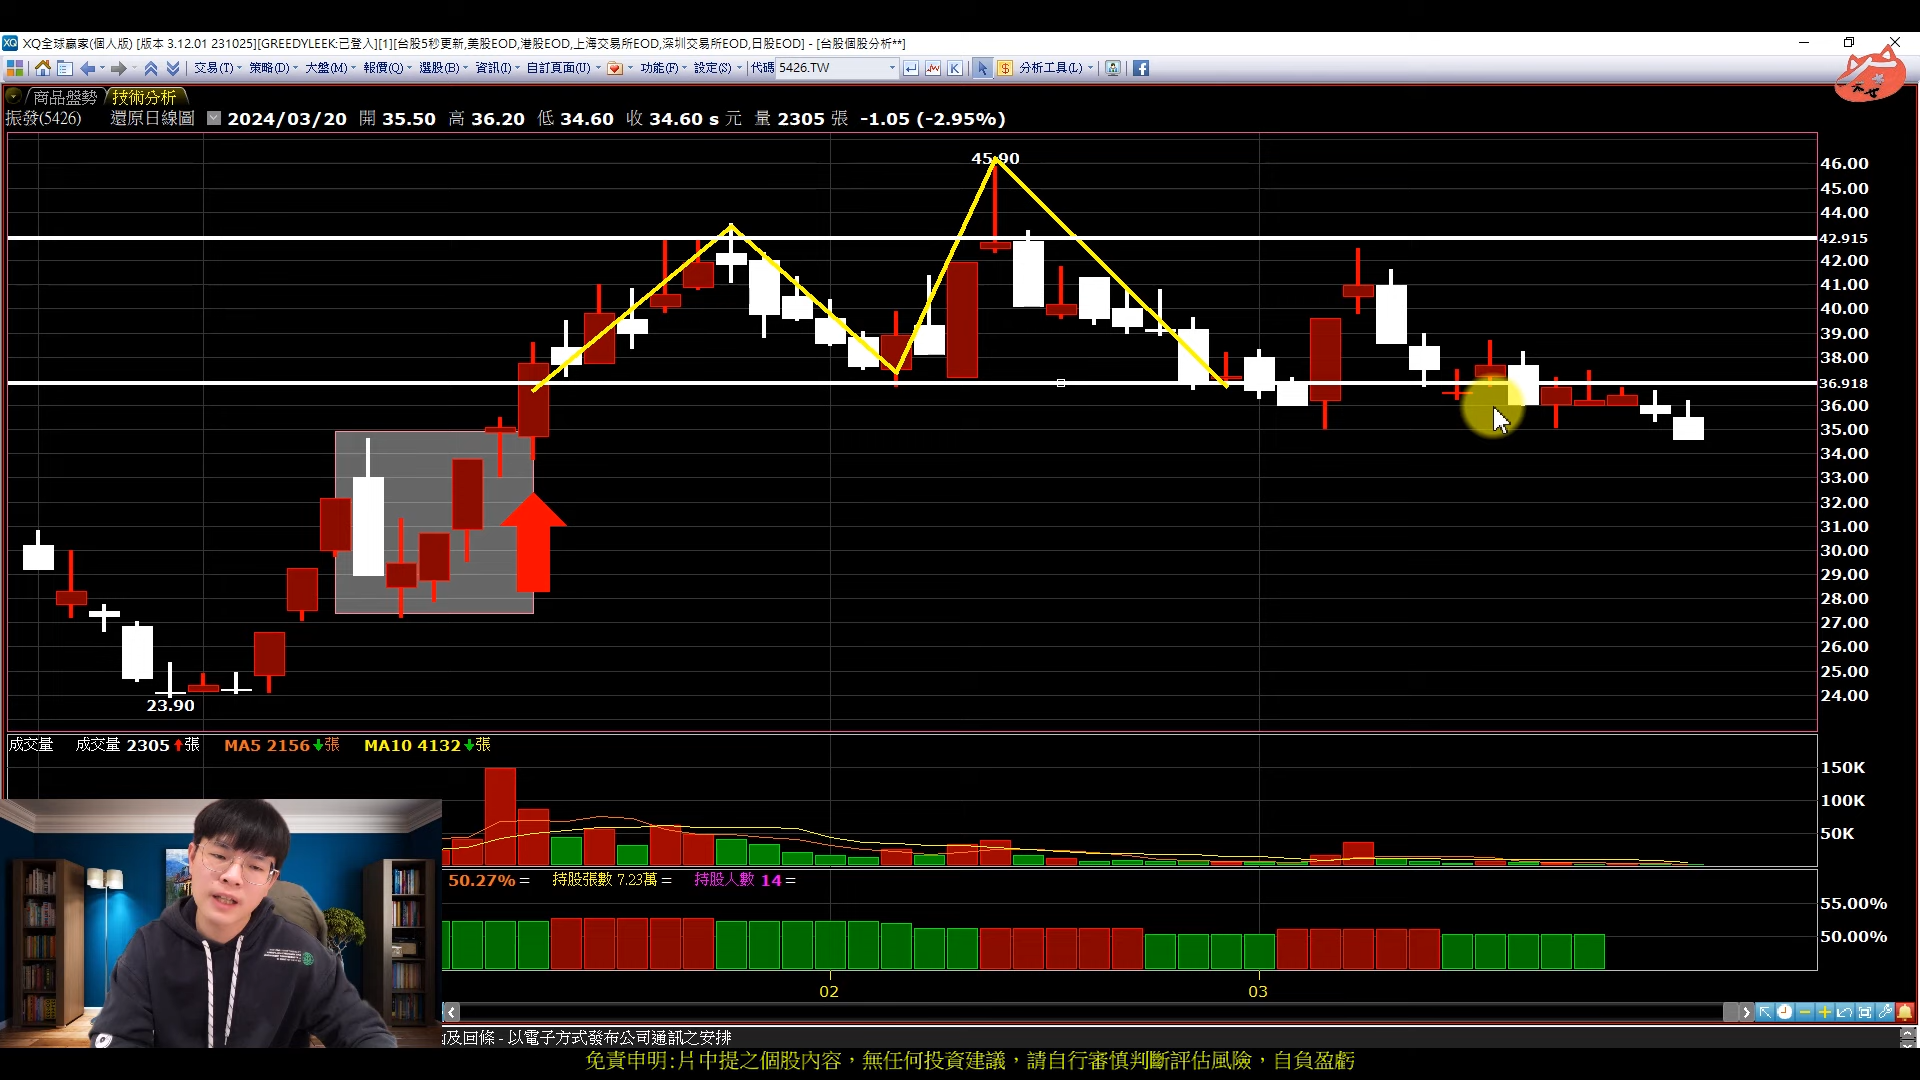 XQ全球贏家(個人版) [版本 3.12.01 231025][GREEDYLEEK:已登入][1][台股5秒更新,美股EOD,港股EOD,上海交易所EOD,深圳交易所EOD,日股EOD] - [台股個股分析**]
交易(T) 策略(D) 大盤(M) 報價(Q) 選股(B) 資訊(I) 自訂頁面(U) 功能(F) 設定(S) 代碼 5426.TW K $ 分析工具(L)
商品盤勢 技術分析
振發(5426) 還原日線圖 2024/03/20 開 35.50 高 36.20 低 34.60 收 34.60 s 元 量 2305 張 -1.05 (-2.95%)
45.90
46.00
45.00
44.00
42.915
42.00
41.00
40.00
39.00
38.00
36.918
36.00
35.00
34.00
33.00
32.00
31.00
30.00
29.00
28.00
27.00
26.00
25.00
24.00
23.90
成交量 成交量 2305 張 MA5 2156 張 MA10 4132 張
150K
100K
50K
50.27% = 持股張數 7.23萬 = 持股人數 14 =
55.00%
50.00%
02 03
及回條 - 以電子方式發布公司通訊之安排
免責申明:片中提之個股內容，無任何投資建議，請自行審慎判斷評估風險，自負盈虧